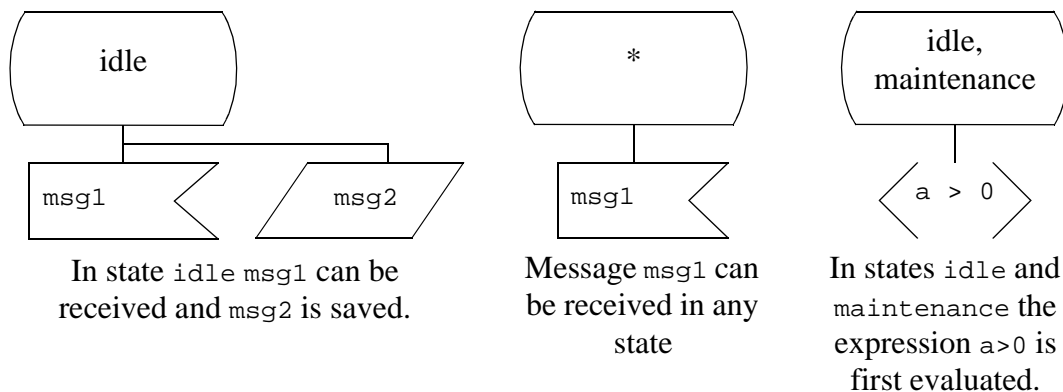 idle
msg1
msg2
In state idle msg1 can be
received and msg2 is saved.
*
msg1
Message msg1 can
be received in any
state
idle,
maintenance
a > 0
In states idle and
maintenance the
expression a>0 is
first evaluated.